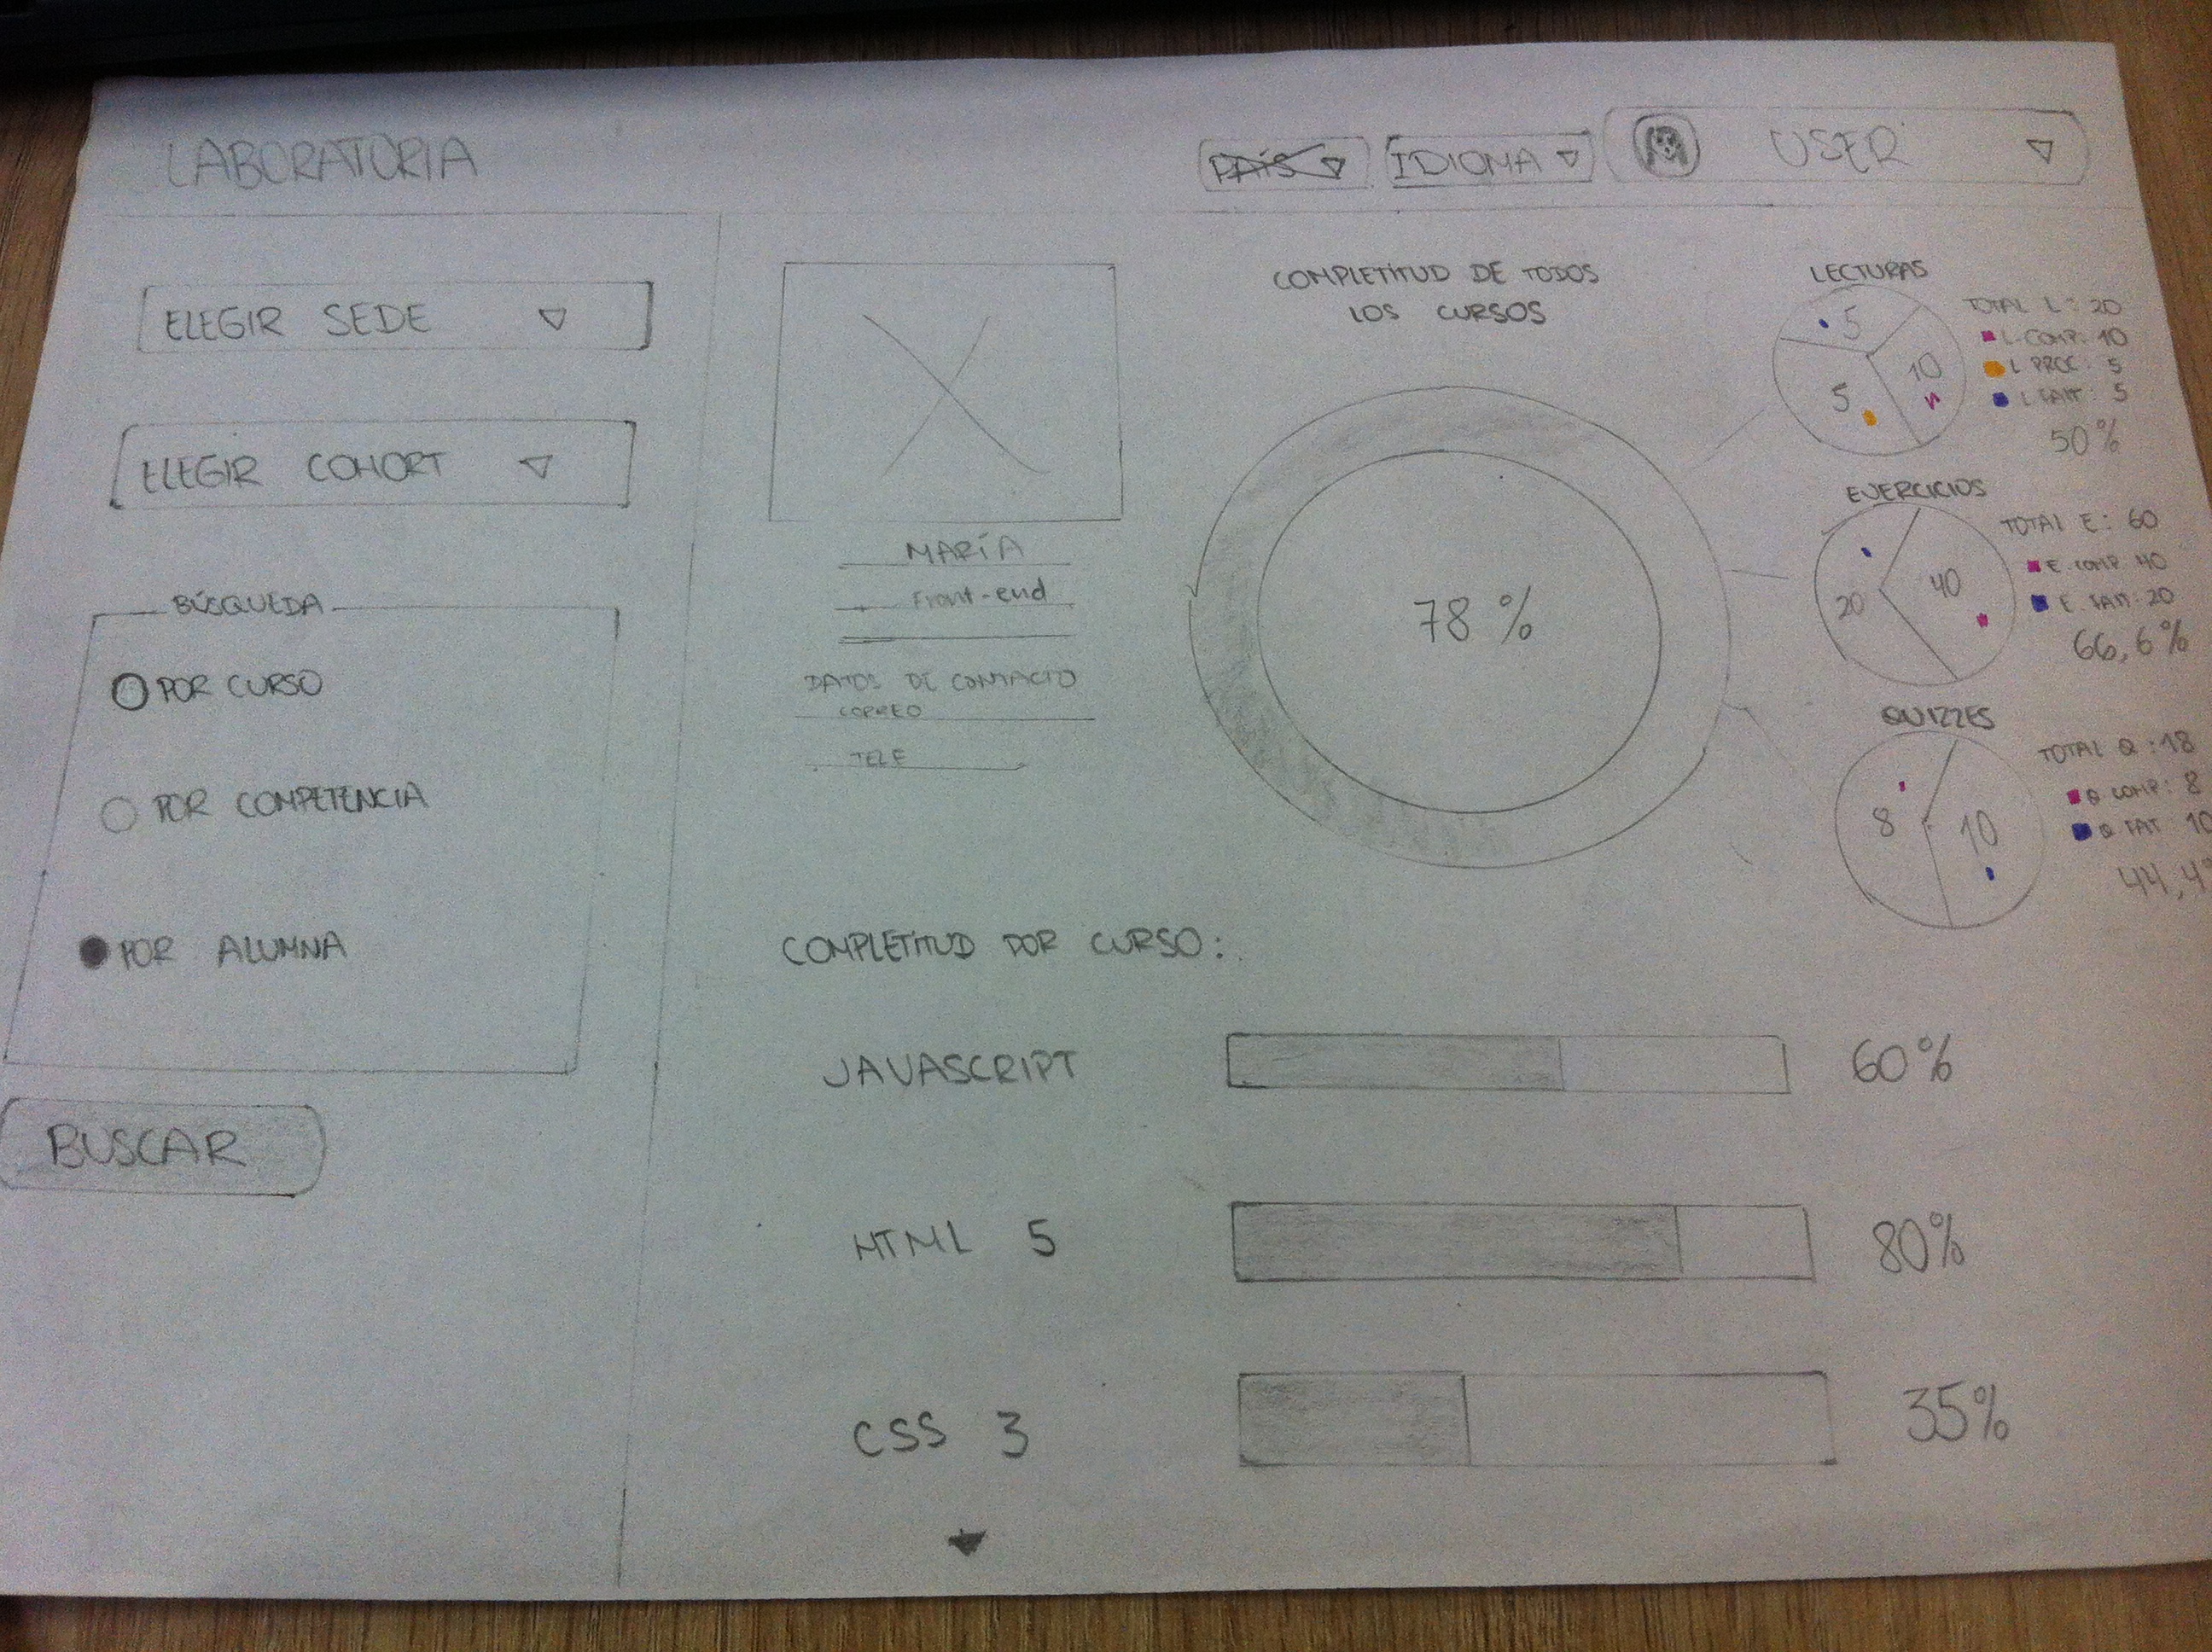 LABORATORIA
PAÍS
IDIOMA
USER
ELEGIR SEDE
ELEGIR COHORT
BÚSQUEDA
POR CURSO
POR COMPETENCIA
POR ALUMNA
BUSCAR
MARÍA
Front-end
DATOS DE CONTACTO
CORREO
TELE
COMPLETITUD DE TODOS
LOS CURSOS
78 %
LECTURAS
5
10
5
TOTAL L : 20
L. COMP: 10
L PROC : 5
L FALT : 5
50 %
EJERCICIOS
20
40
TOTAL E : 60
E. COMP 40
E. FALT. 20
66,6 %
QUIZZES
8
10
TOTAL Q : 18
Q COMP : 8
Q FAT 10
44,4
COMPLETITUD POR CURSO :
JAVASCRIPT
60 %
HTML 5
80%
CSS 3
35%